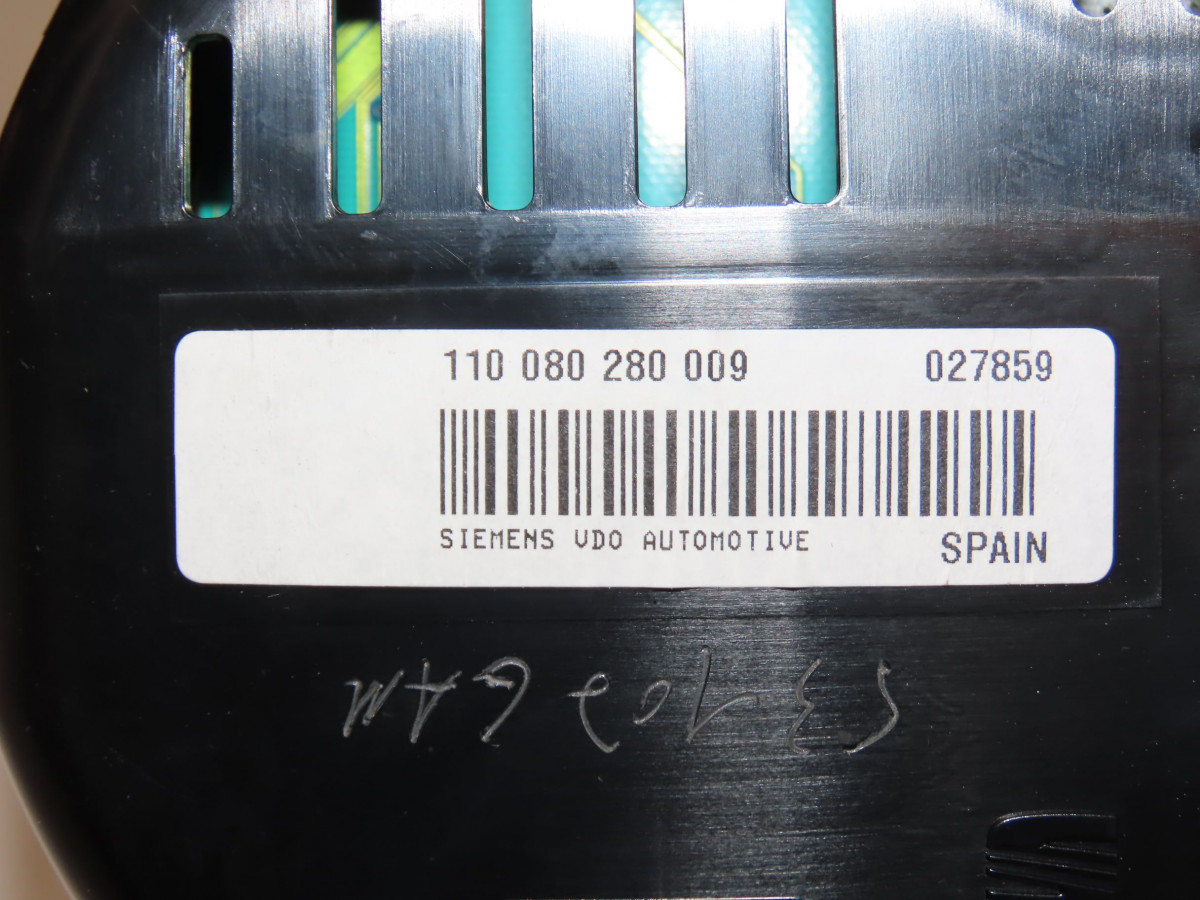 110 080 280 009 027859
SIEMENS VDO AUTOMOTIVE SPAIN